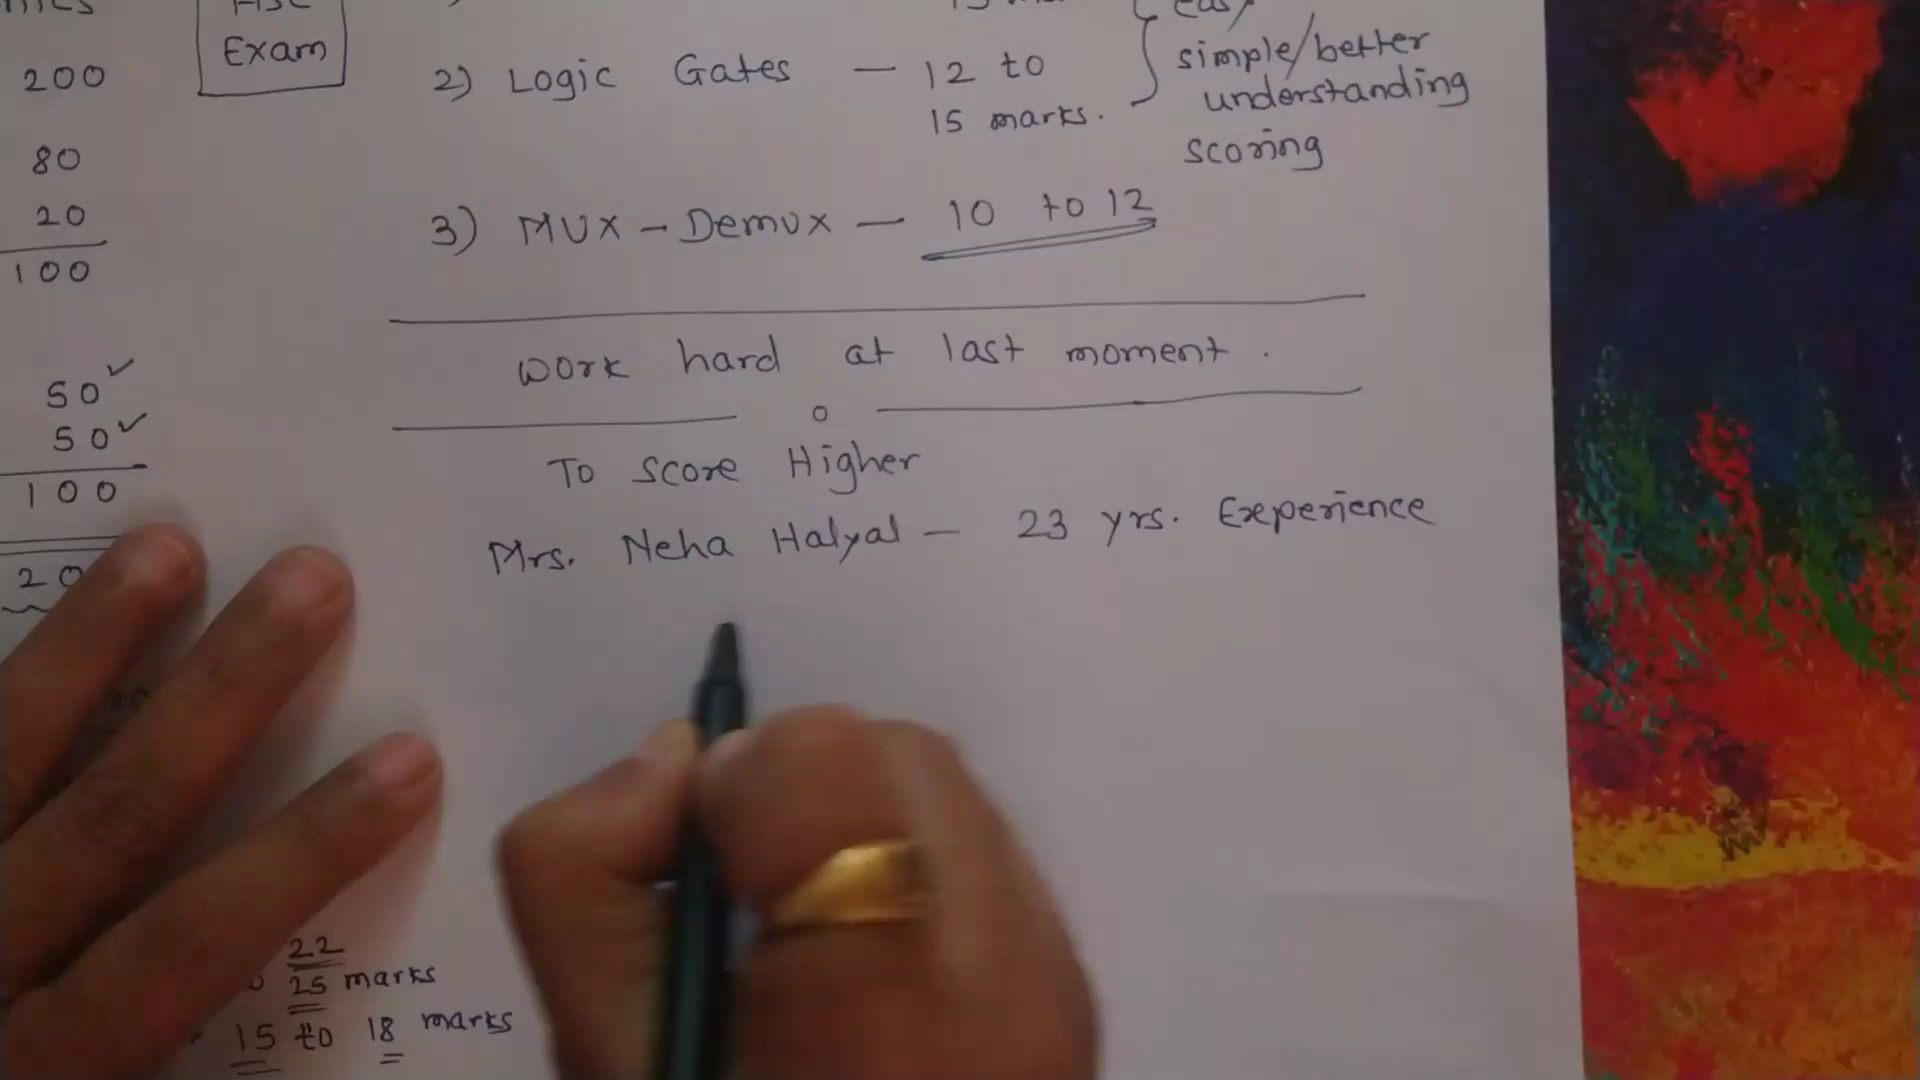 200
80
20
100
50
50
100
20
Exam
2) Logic Gates — 12 to
15 marks.
simple/better
understanding
scoring
3) MUX - Demux — 10 to 12
work hard at last moment.
To score Higher
Mrs. Neha Halyal — 23 yrs. Experience
22
25 marks
15 to 18 marks